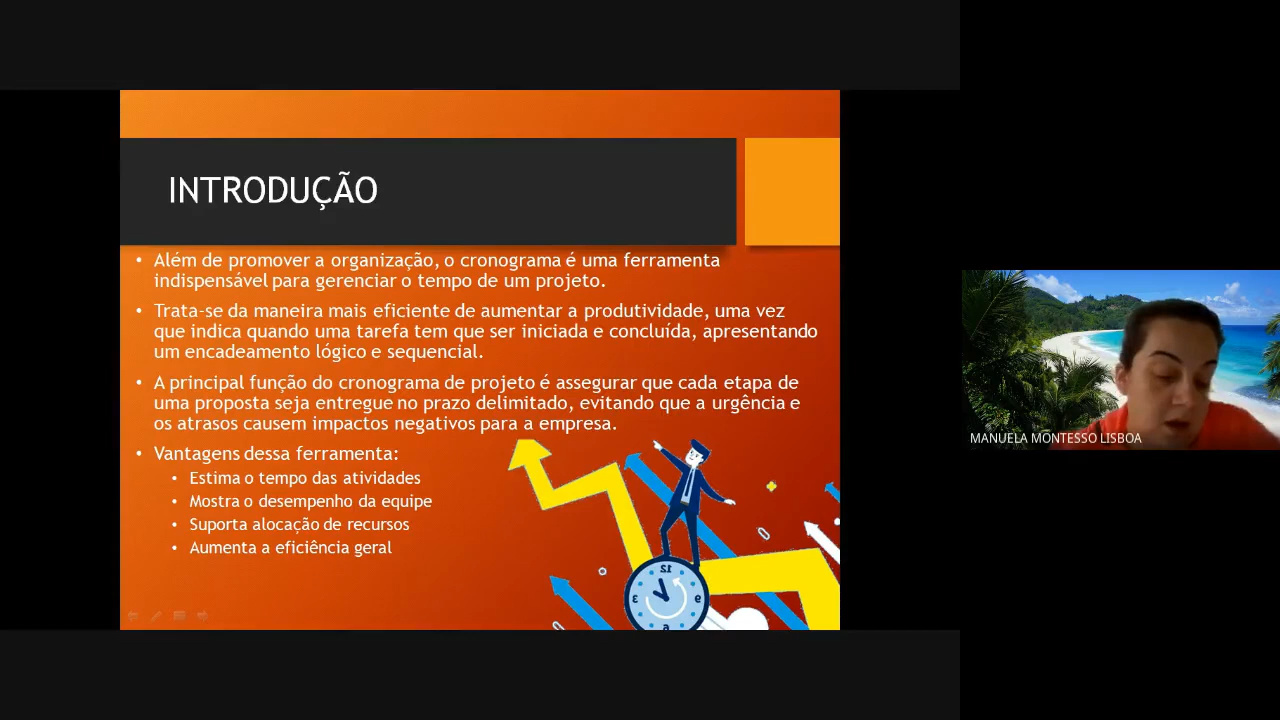 INTRODUÇÃO
• Além de promover a organização, o cronograma é uma ferramenta
indispensável para gerenciar o tempo de um projeto.
• Trata-se da maneira mais eficiente de aumentar a produtividade, uma vez
que indica quando uma tarefa tem que ser iniciada e concluída, apresentando
um encadeamento lógico e sequencial.
• A principal função do cronograma de projeto é assegurar que cada etapa de
uma proposta seja entregue no prazo delimitado, evitando que a urgência e
os atrasos causem impactos negativos para a empresa.
• Vantagens dessa ferramenta:
• Estima o tempo das atividades
• Mostra o desempenho da equipe
• Suporta alocação de recursos
• Aumenta a eficiência geral
12
3 9
6
MANUELA MONTESSO LISBOA